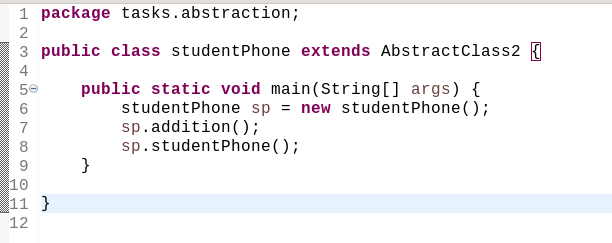 1 package tasks.abstraction;
2
3 public class studentPhone extends AbstractClass2 {
4
5 public static void main(String[] args) {
6 studentPhone sp = new studentPhone();
7 sp.addition();
8 sp.studentPhone();
9 }
10
11 }
12